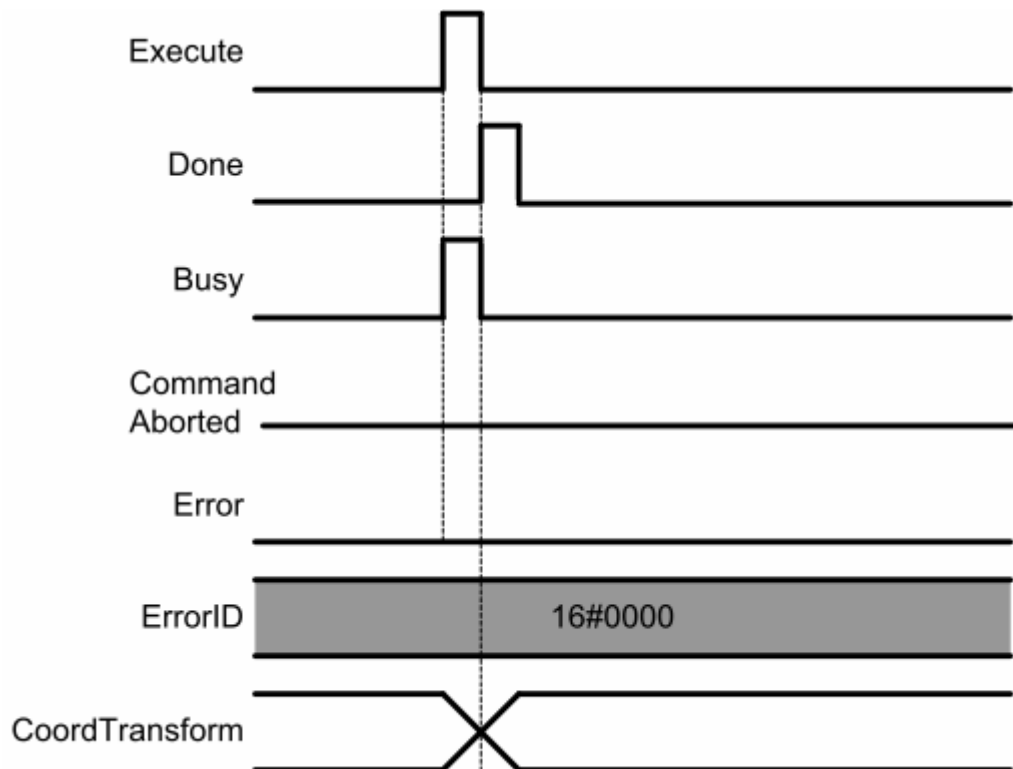 Execute
Done
Busy
Command
Aborted
Error
ErrorID
16#0000
CoordTransform